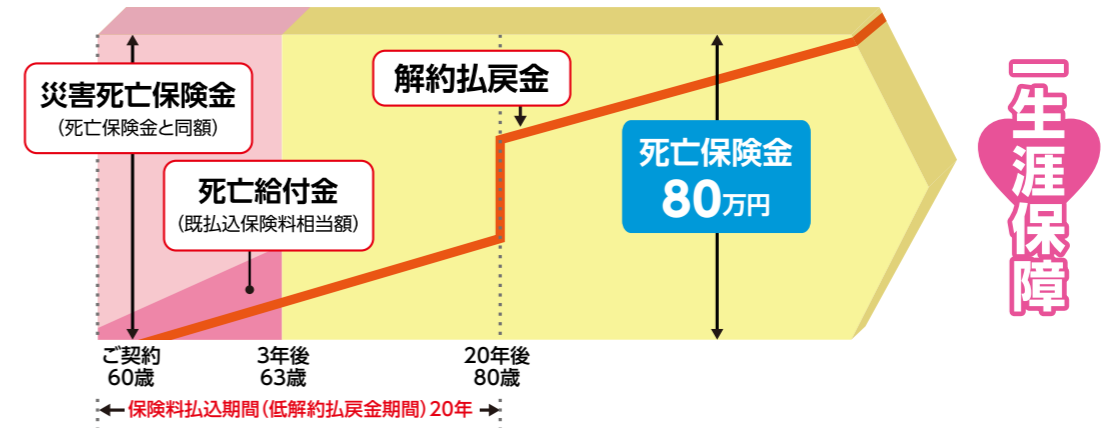 災害死亡保険金
(死亡保険金と同額)
死亡給付金
(既払込保険料相当額)
解約払戻金
死亡保険金
80万円
一生涯保障
ご契約
60歳
3年後
63歳
20年後
80歳
保険料払込期間(低解約払戻金期間)20年